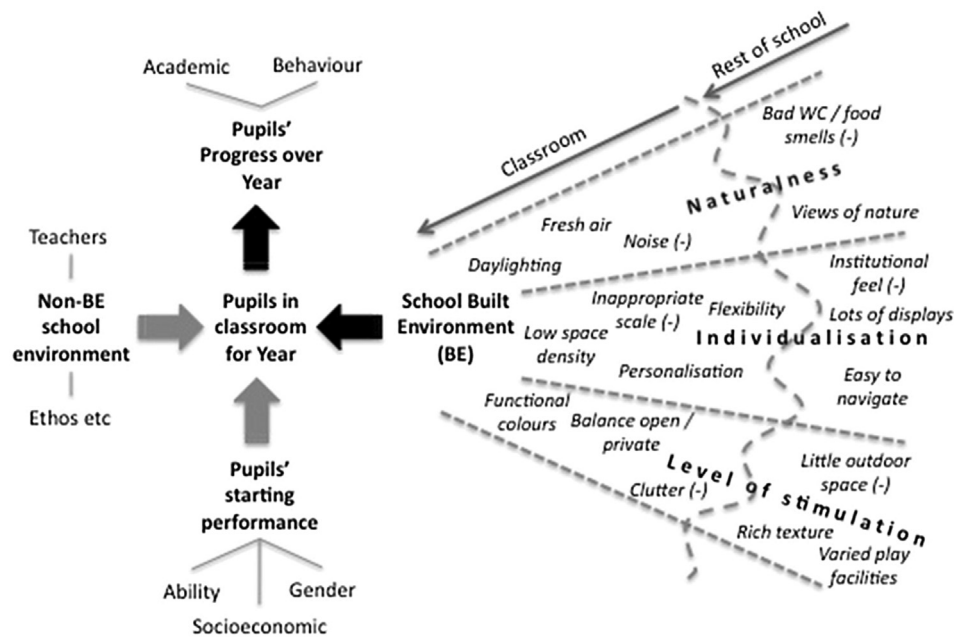 Academic
Behaviour
Pupils'
Progress over
Year
Teachers
Non-BE
school
environment
Ethos etc
Pupils in
classroom
for Year
School Built
Environment
(BE)
Pupils'
starting
performance
Ability
Gender
Socioeconomic
Rest of school
Classroom
Bad WC / food
smells (-)
Naturalness
Views of nature
Fresh air
Noise (-)
Daylighting
Institutional
feel (-)
Inappropriate
scale (-)
Flexibility
Lots of displays
Individualisation
Low space
density
Personalisation
Easy to
navigate
Functional
colours
Balance open /
private
Level of stimulation
Little outdoor
space (-)
Clutter (-)
Rich texture
Varied play
facilities